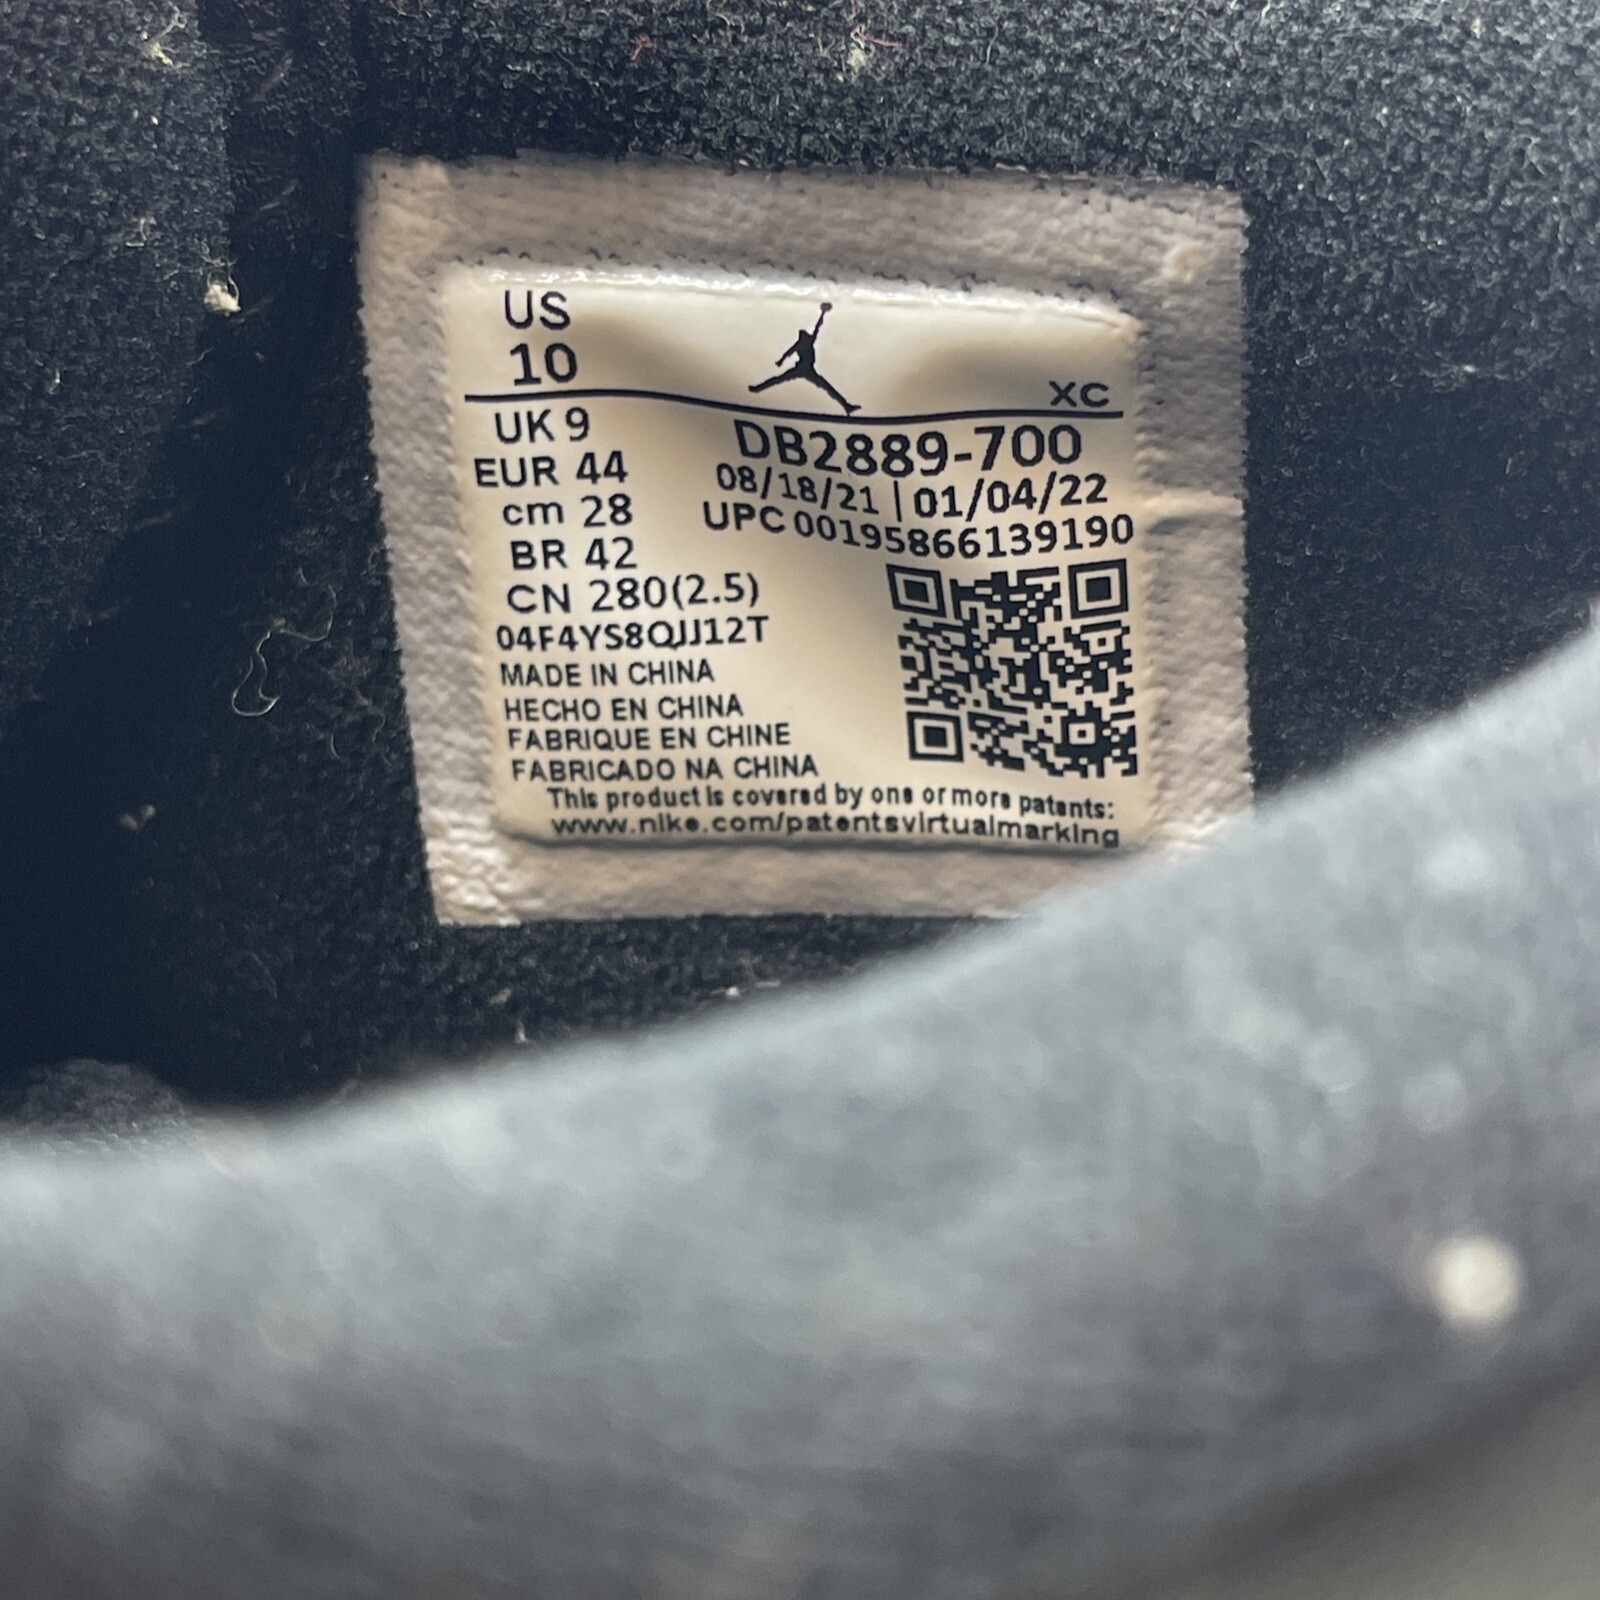 US
10
XC
UK 9
EUR 44
cm 28
BR 42
CN 280(2.5)
04F4YS8QJJ12T
MADE IN CHINA
HECHO EN CHINA
FABRIQUE EN CHINE
FABRICADO NA CHINA
DB2889-700
08/18/21 | 01/04/22
UPC 00195866139190
This product is covered by one or more patents:
www.nike.com/patentsvirtualmarking